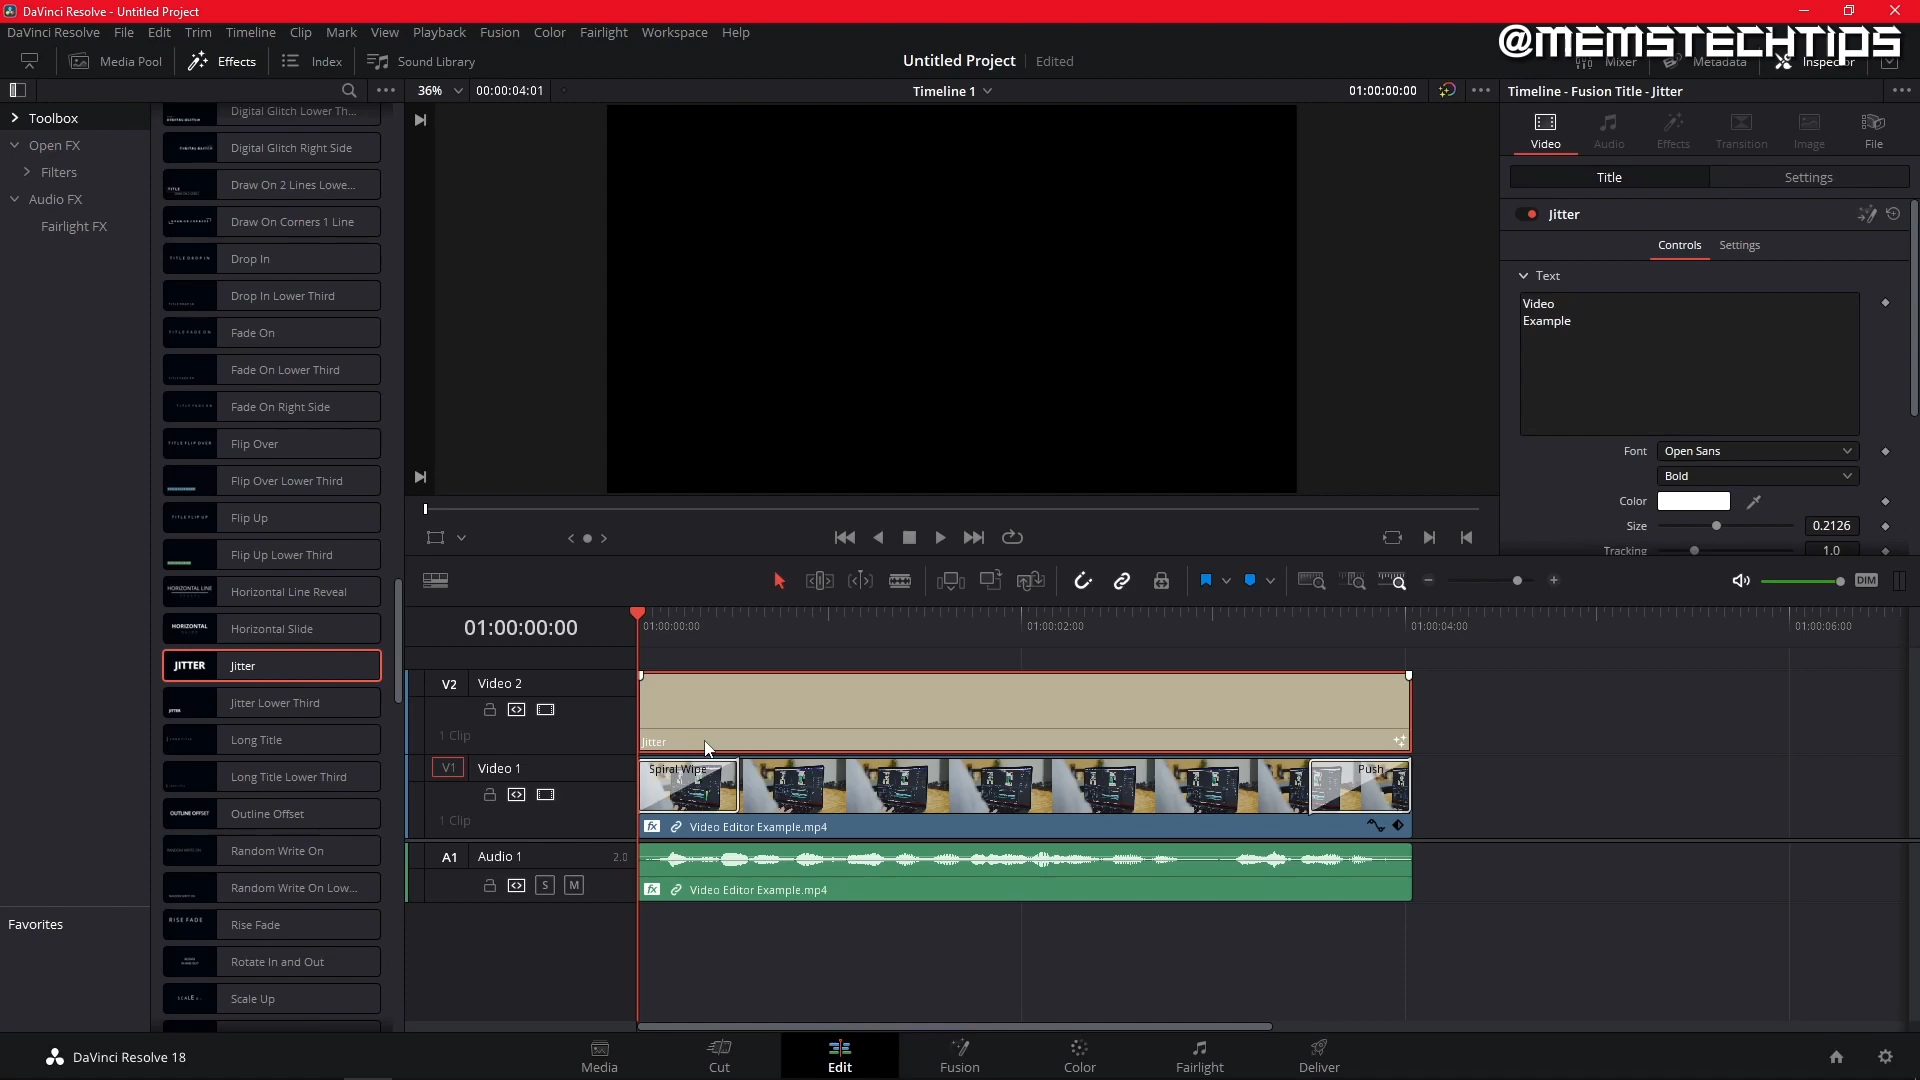 DaVinci Resolve - Untitled Project
@MEMSTECHTIPS
DaVinci Resolve File Edit Trim Timeline Clip Mark View Playback Fusion Color Fairlight Workspace Help
Media Pool Effects Index Sound Library Untitled Project Edited Mixer Metadata Inspector
36% 00:00:04:01 Timeline 1 01:00:00:00 Timeline - Fusion Title - Jitter
Toolbox
Open FX
Filters
Audio FX
Fairlight FX
Favorites
Digital Glitch Lower Th...
Digital Glitch Right Side
Draw On 2 Lines Lowe...
Draw On Corners 1 Line
Drop In
Drop In Lower Third
Fade On
Fade On Lower Third
Fade On Right Side
Flip Over
Flip Over Lower Third
Flip Up
Flip Up Lower Third
Horizontal Line Reveal
HORIZONTAL Horizontal Slide
JITTER Jitter
Jitter Lower Third
Long Title
Long Title Lower Third
OUTLINE OFFSET Outline Offset
Random Write On
Random Write On Low...
RISE FADE Rise Fade
Rotate In and Out
Scale Up
Video Audio Effects Transition Image File
Title Settings
Jitter
Controls Settings
Text
Video
Example
Font Open Sans
Bold
Color
Size 0.2126
Tracking 1.0
DIM
01:00:00:00 01:00:00:00 01:00:02:00 01:00:04:00 01:00:06:00
V2 Video 2
1 Clip
Jitter
V1 Video 1
1 Clip
Spiral Wipe Push
fx Video Editor Example.mp4
A1 Audio 1 2.0
S M
fx Video Editor Example.mp4
DaVinci Resolve 18
Media Cut Edit Fusion Color Fairlight Deliver